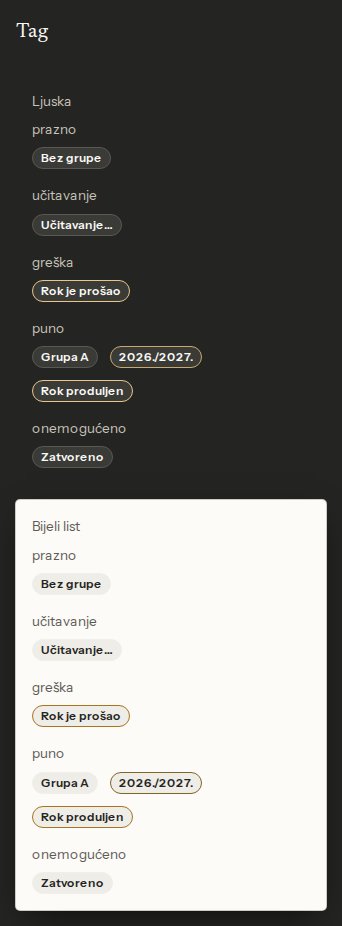 Tag
Ljuska
prazno
Bez grupe
učitavanje
Učitavanje…
greška
Rok je prošao
puno
Grupa A 2026./2027.
Rok produljen
onemogućeno
Zatvoreno
Bijeli list
prazno
Bez grupe
učitavanje
Učitavanje…
greška
Rok je prošao
puno
Grupa A 2026./2027.
Rok produljen
onemogućeno
Zatvoreno